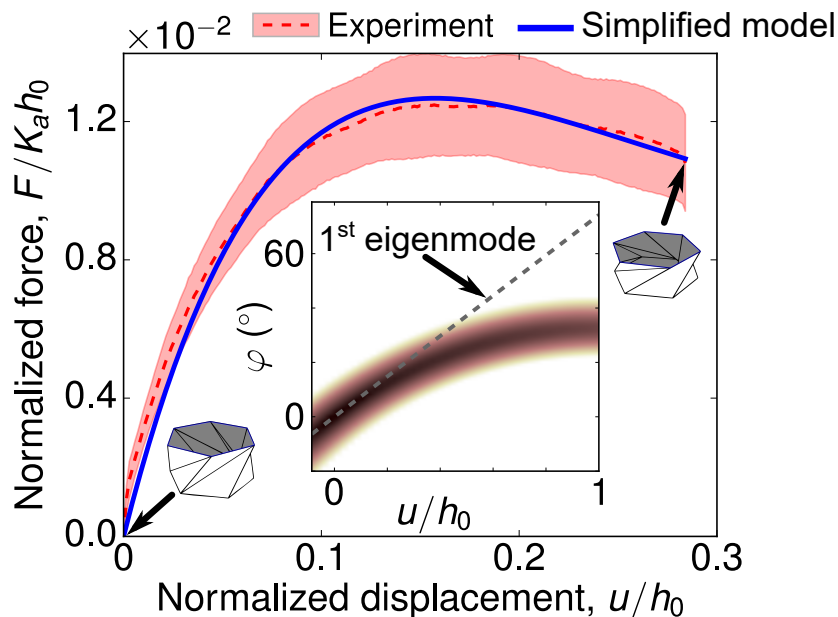 ×10⁻²
Experiment
Simplified model
Normalized force, F/Kₐh₀
1.2
0.8
0.4
0.0
0
0.1
0.2
0.3
Normalized displacement, u/h₀
1ˢᵗ eigenmode
φ (°)
60
0
0
1
u/h₀